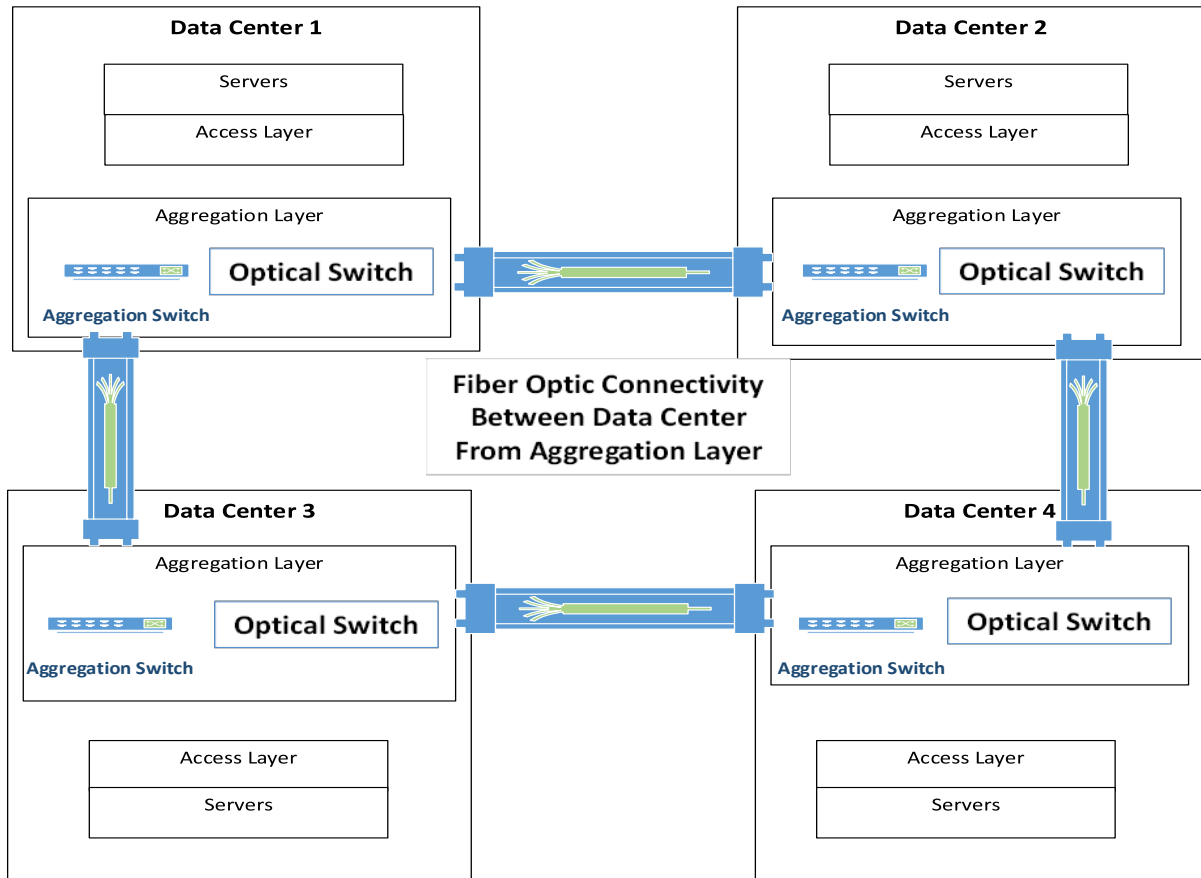 Data Center 1
Servers
Access Layer
Aggregation Layer
Optical Switch
Aggregation Switch
Data Center 2
Servers
Access Layer
Aggregation Layer
Optical Switch
Aggregation Switch
Fiber Optic Connectivity
Between Data Center
From Aggregation Layer
Data Center 3
Aggregation Layer
Optical Switch
Aggregation Switch
Access Layer
Servers
Data Center 4
Aggregation Layer
Optical Switch
Aggregation Switch
Access Layer
Servers